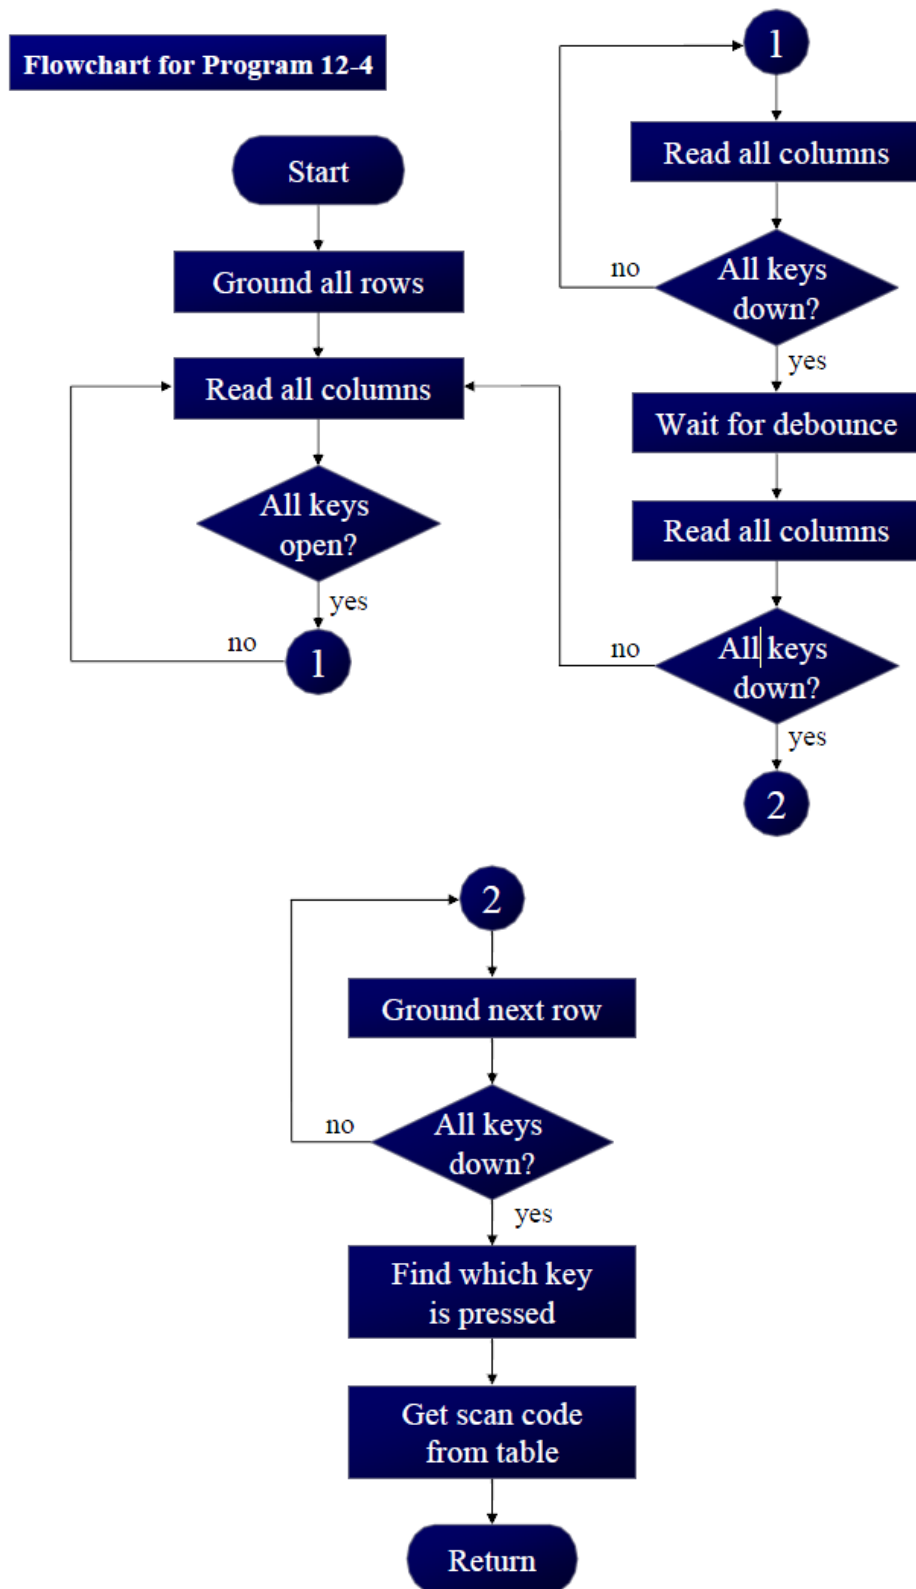 Flowchart for Program 12-4
Start
Ground all rows
Read all columns
All keys
open?
yes
no
1
1
Read all columns
All keys
down?
no
yes
Wait for debounce
Read all columns
All keys
down?
no
yes
2
2
Ground next row
All keys
down?
no
yes
Find which key
is pressed
Get scan code
from table
Return